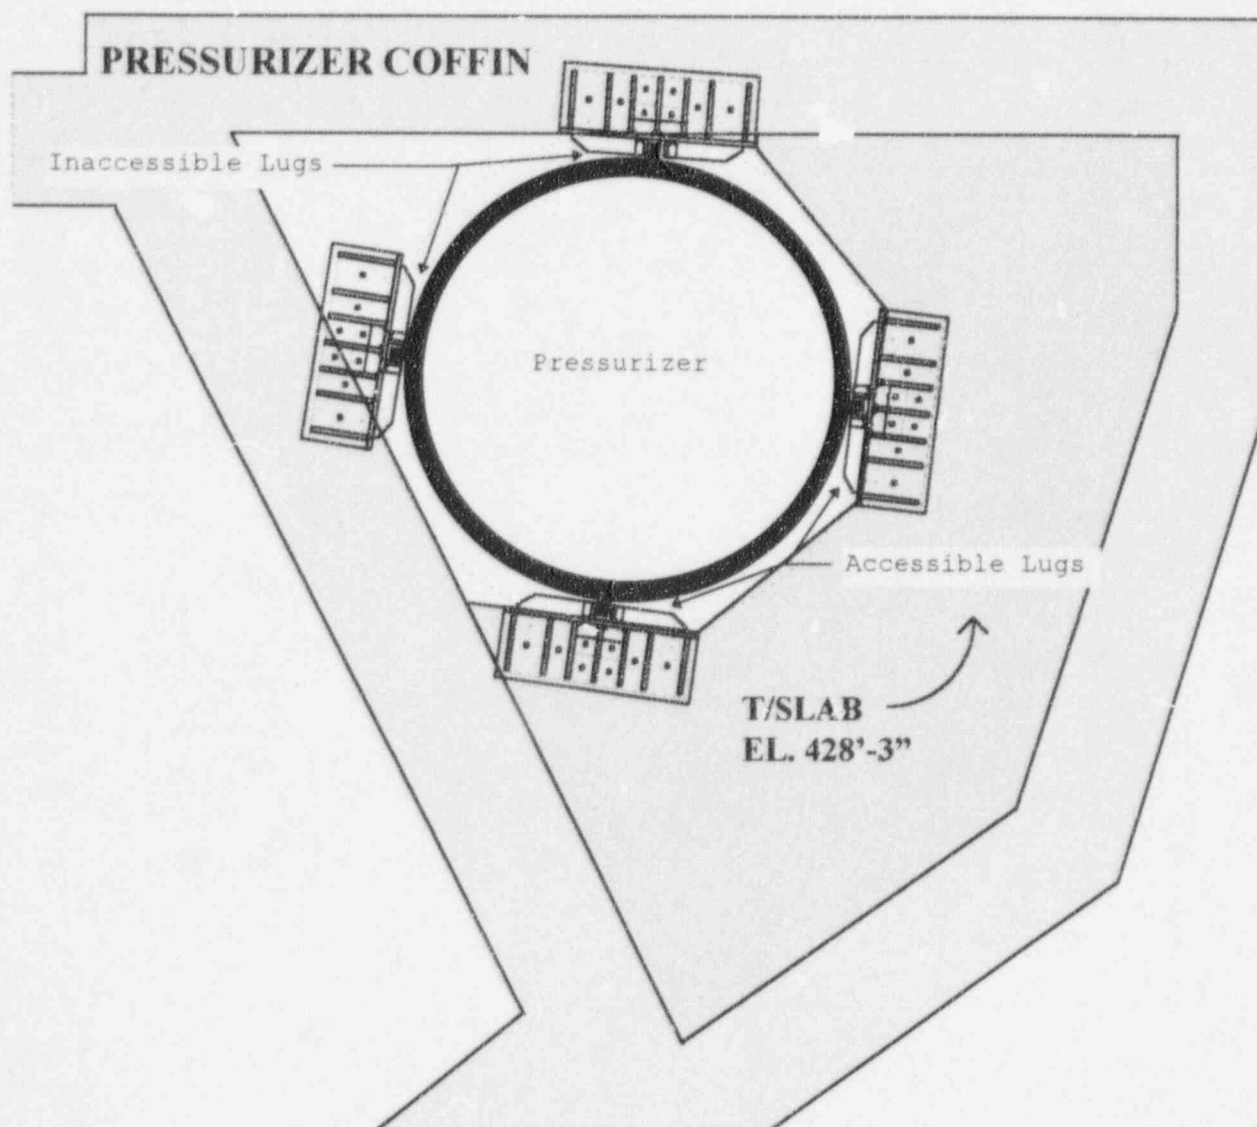 PRESSURIZER COFFIN
Inaccessible Lugs
Pressurizer
Accessible Lugs
T/SLAB
EL. 428'-3”